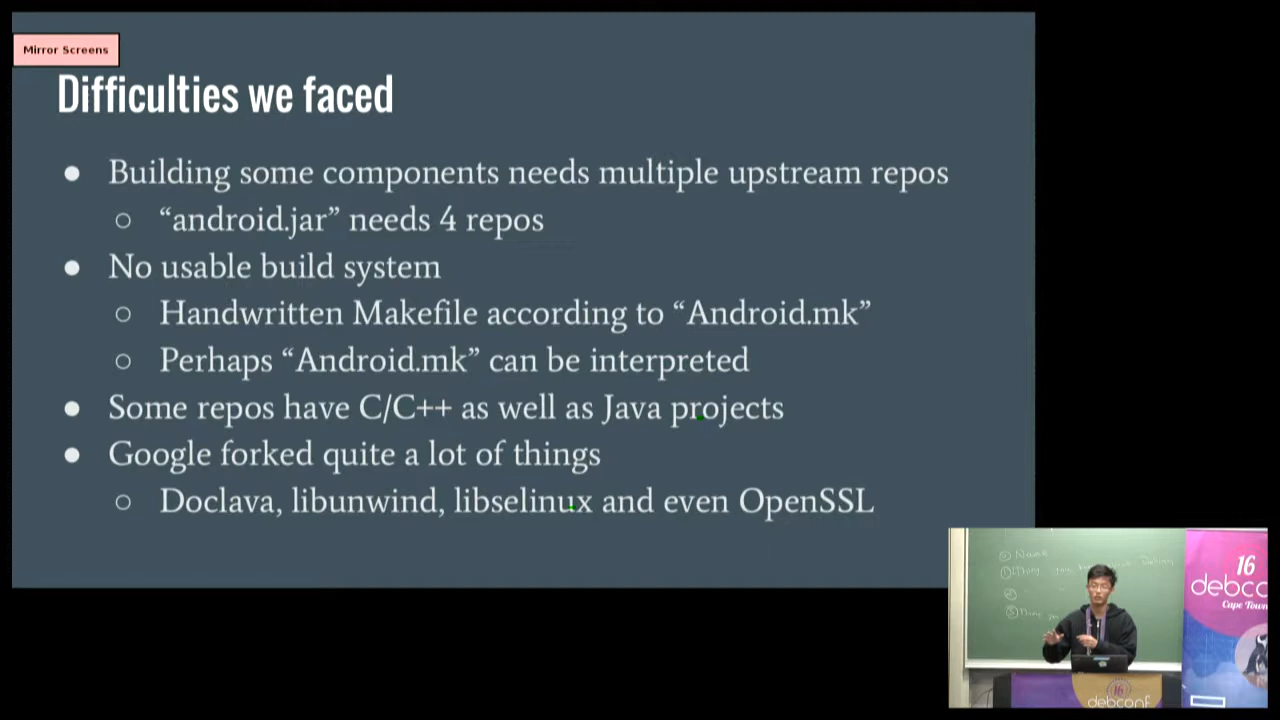 Mirror Screens
Difficulties we faced
● Building some components needs multiple upstream repos
○ “android.jar” needs 4 repos
● No usable build system
○ Handwritten Makefile according to “Android.mk”
○ Perhaps “Android.mk” can be interpreted
● Some repos have C/C++ as well as Java projects
● Google forked quite a lot of things
○ Doclava, libunwind, libselinux and even OpenSSL
16
debco
Cape Town
16
debconf